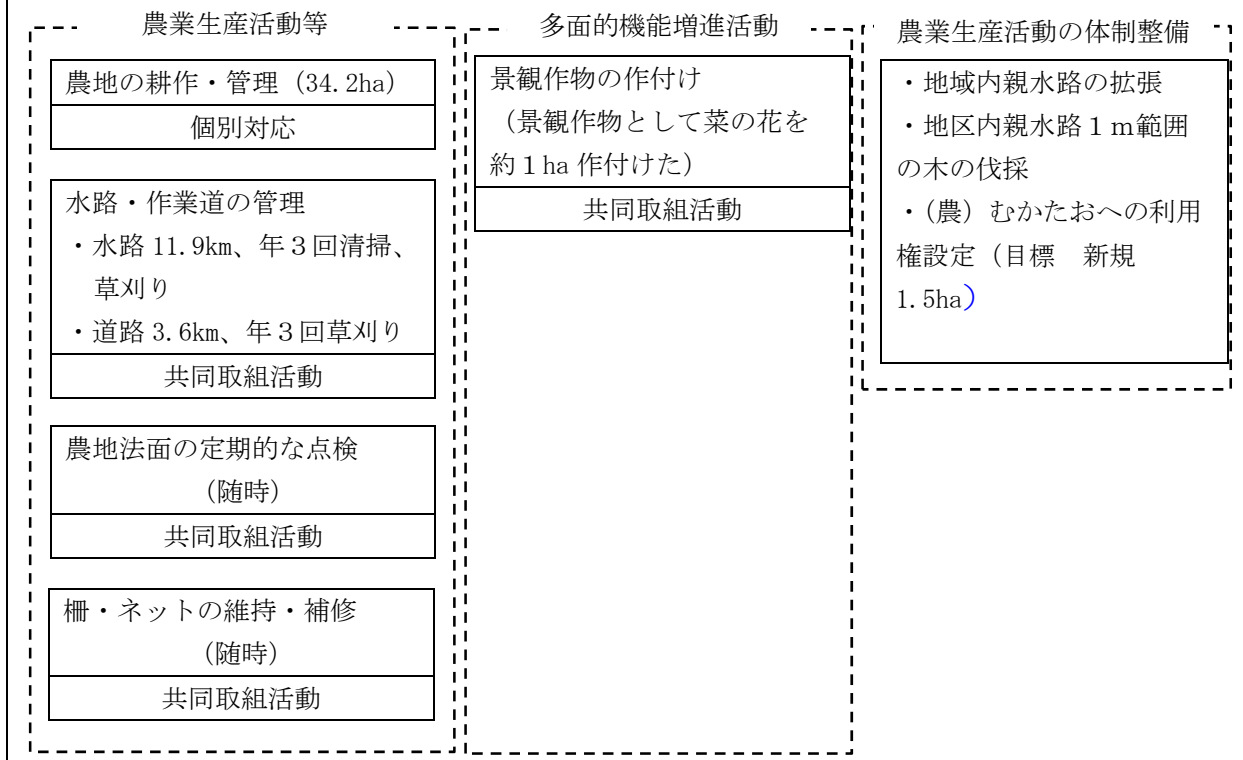 農業生産活動等
農地の耕作・管理（34.2ha）
個別対応
水路・作業道の管理
・水路 11.9km、年３回清掃、
草刈り
・道路 3.6km、年３回草刈り
共同取組活動
農地法面の定期的な点検
（随時）
共同取組活動
柵・ネットの維持・補修
（随時）
共同取組活動
多面的機能増進活動
景観作物の作付け
（景観作物として菜の花を
約１ha 作付けた）
共同取組活動
農業生産活動の体制整備
・地域内親水路の拡張
・地区内親水路１ｍ範囲
の木の伐採
・（農）むかたおへの利用
権設定（目標　新規
1.5ha）